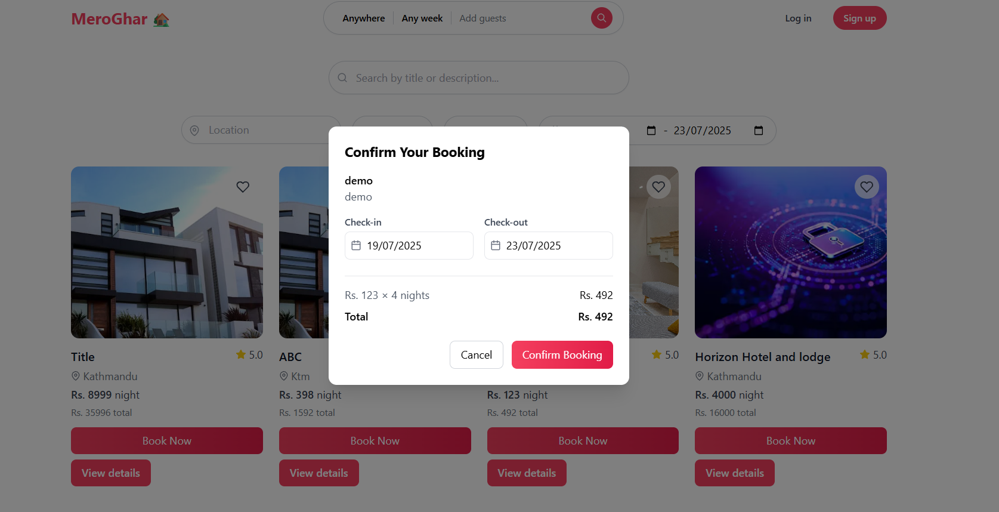 MeroGhar
Anywhere
Any week
Add guests
Log in
Sign up
Search by title or description...
Location
- 23/07/2025
Confirm Your Booking
demo
demo
Check-in
Check-out
19/07/2025
23/07/2025
Rs. 123 × 4 nights
Rs. 492
Total
Rs. 492
Cancel
Confirm Booking
Title
5.0
Kathmandu
Rs. 8999 night
Rs. 35996 total
Book Now
View details
ABC
Ktm
Rs. 398 night
Rs. 1592 total
Book Now
View details
5.0
Rs. 123 night
Rs. 492 total
Book Now
View details
Horizon Hotel and lodge
5.0
Kathmandu
Rs. 4000 night
Rs. 16000 total
Book Now
View details